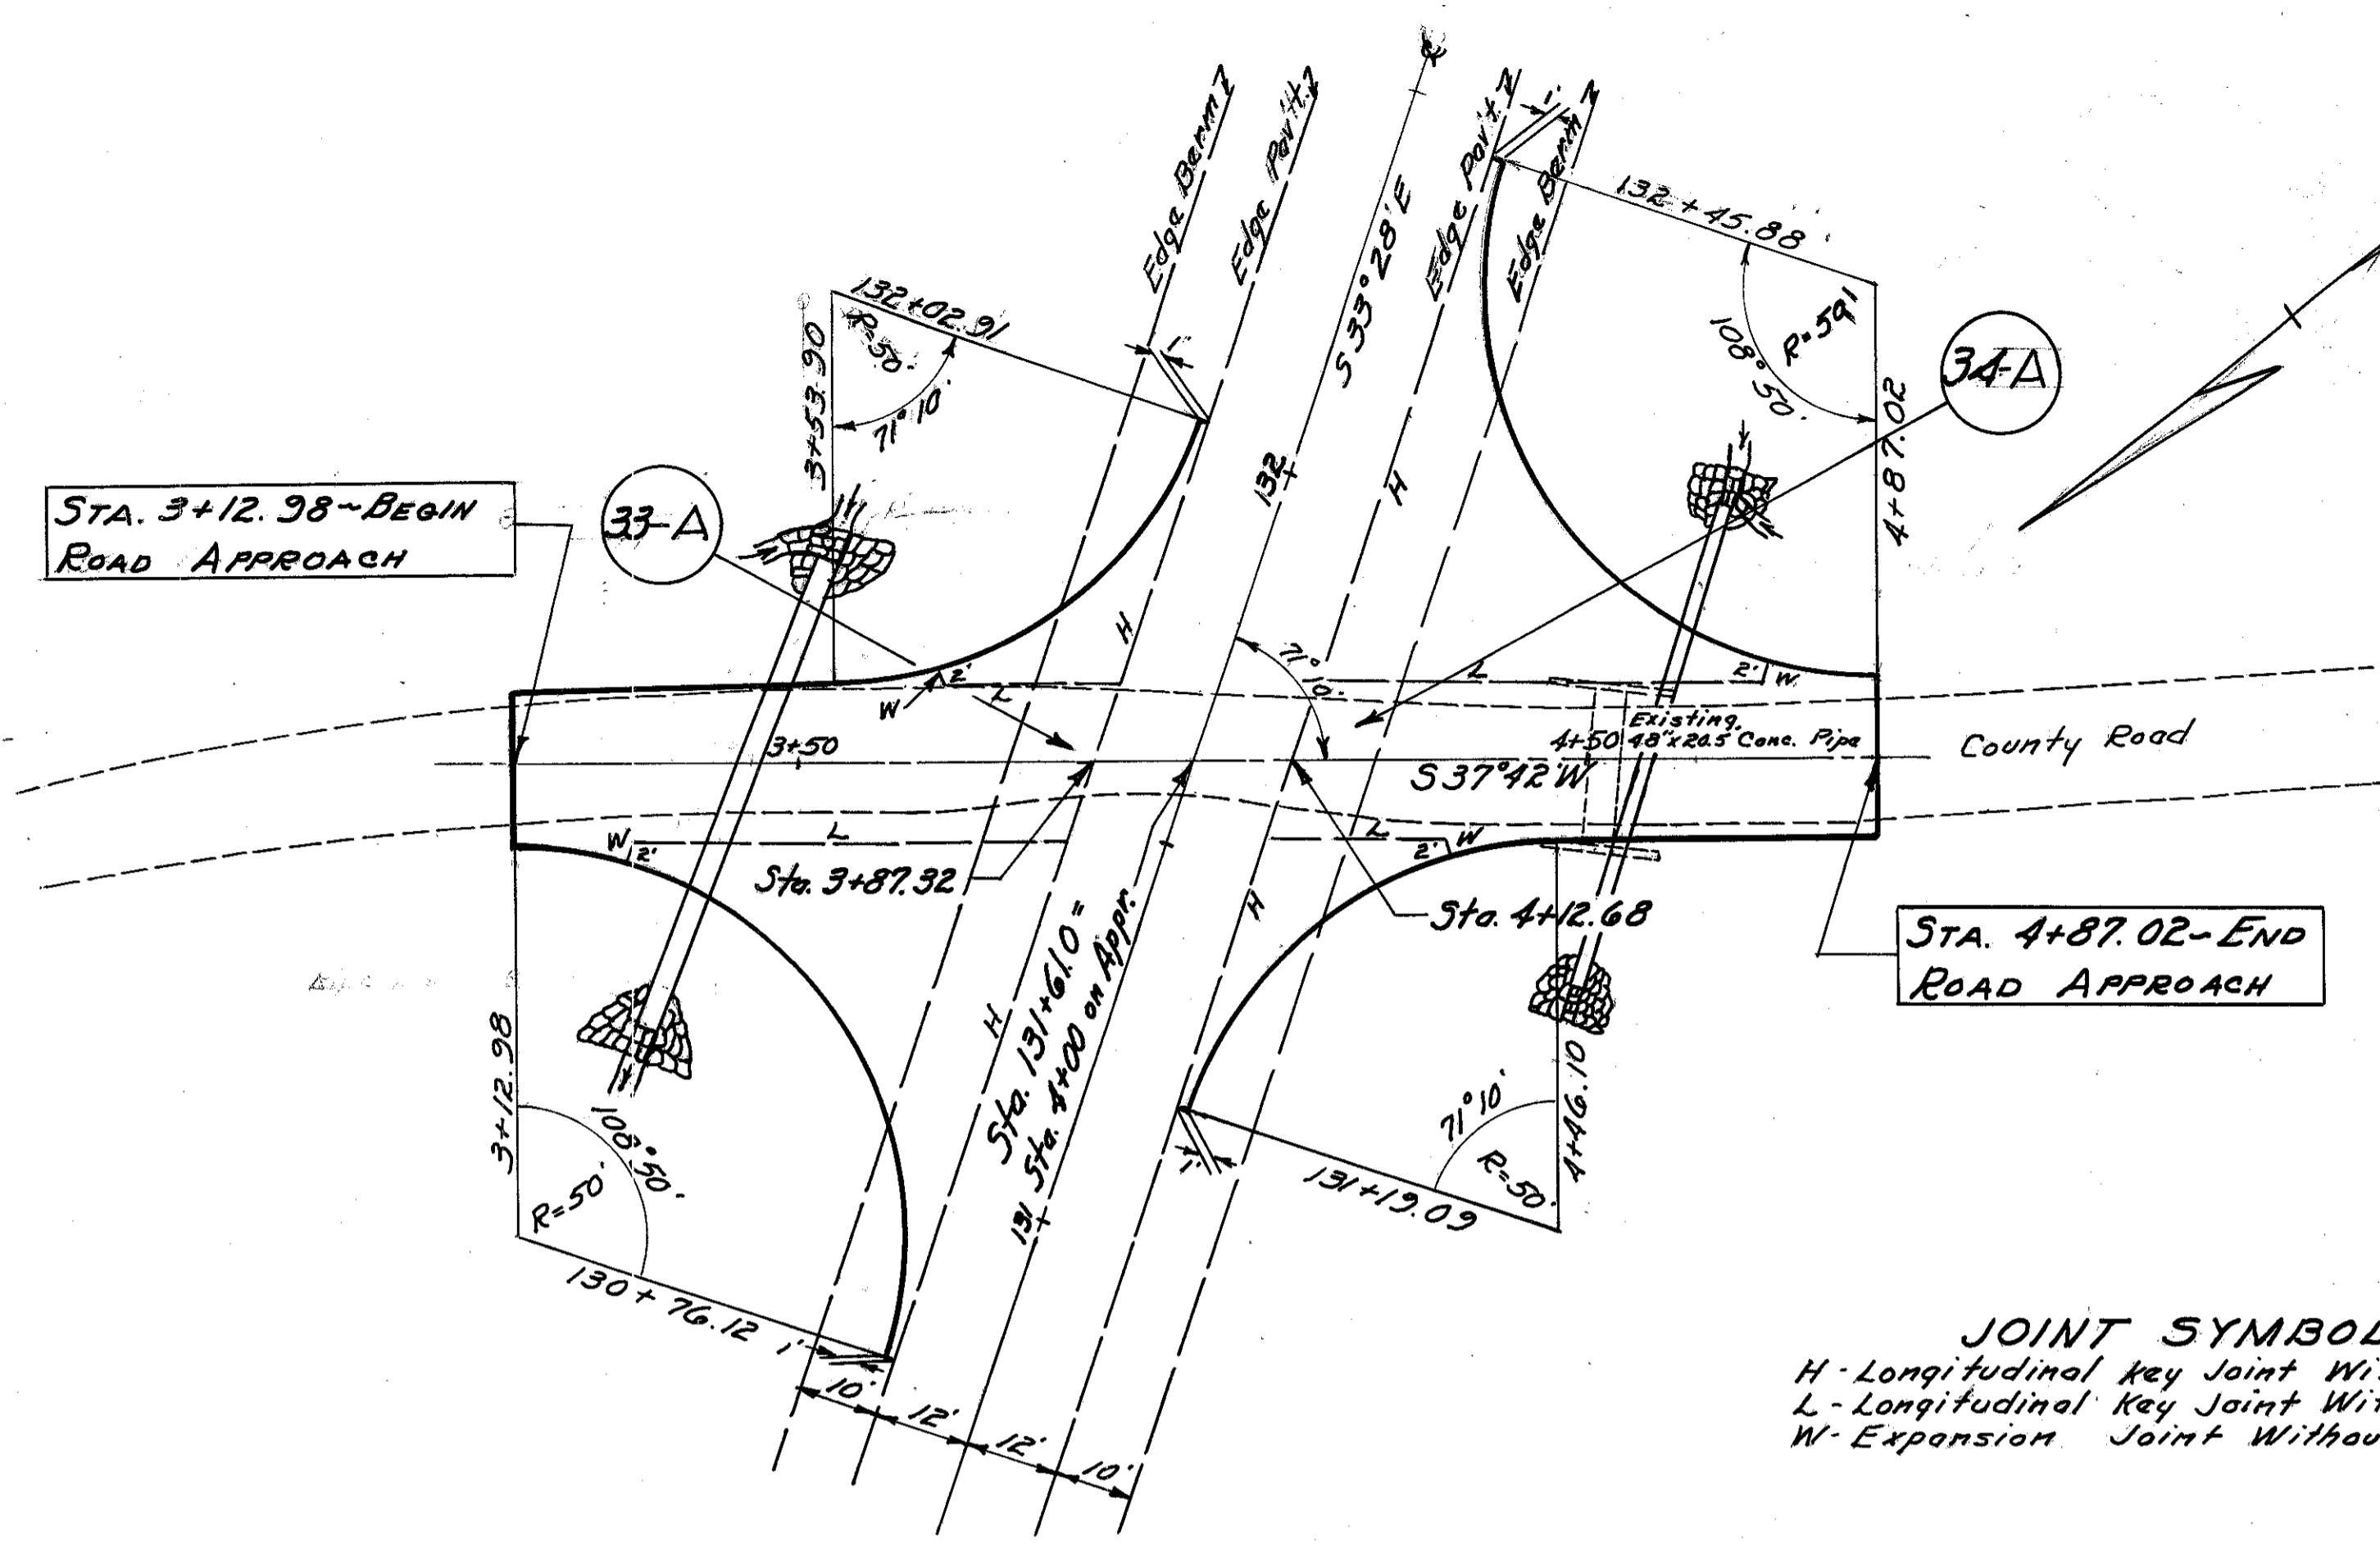 Edge Berm
Edge Pav't.
S 33° 28' E
Edge Pav't.
Edge Berm
1'
132+45.88
108° 50'
4+87.02
34-A
132+02.91
R=50'
3+53.90
71° 10'
1'
132
H
H
STA. 3+12.98~BEGIN
ROAD APPROACH
33-A
2'
L
W
71° 10'
L
2'
W
3+50
Existing
4+50 48"x20.5' Conc. Pipe
S 37° 42' W
County Road
W
2'
L
Sta. 3+87.32
L
2'
W
Sta. 4+12.68
H
H
Sta. 131+61.0 =
Sta. 4+00 on Appr.
131
STA. 4+87.02~END
ROAD APPROACH
3+12.98
108° 50'
R=50'
130+76.12
1'
10'
12'
12'
10'
1'
131+19.09
71° 10'
R=50'
4+46.10
JOINT SYMBOL
H - Longitudinal Key Joint Wi
L - Longitudinal Key Joint Wit
W - Expansion Joint Withou